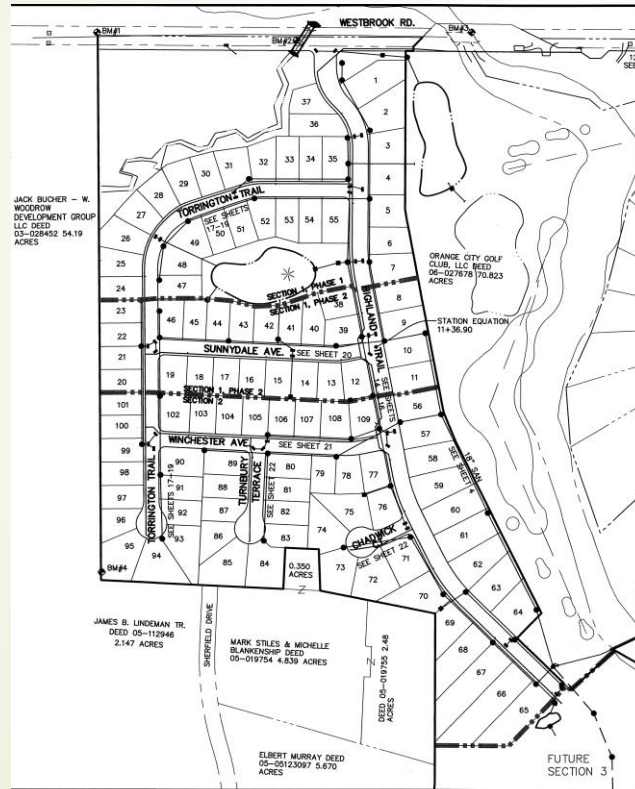 WESTBROOK RD.
BM#1
BM#2
BM#3
12
SEE
1
2
3
4
5
6
7
8
9
10
11
37
36
35
34
33
32
31
30
29
28
27
26
25
24
23
22
21
20
TORRINGTON TRAIL
SEE SHEETS
17-19
49
50
51
52
53
54
55
48
47
JACK BUCHER - W.
WOODROW
DEVELOPMENT GROUP
LLC DEED
03-028452 54.19
ACRES
ORANGE CITY GOLF
CLUB, LLC DEED
06-027678 70.823
ACRES
SECTION 1, PHASE 1
SECTION 1, PHASE 2
HIGHLAND TRAIL
SEE SHEETS
STATION EQUATION
11+36.90
46
45
44
43
42
41
40
39
38
SUNNYDALE AVE.
SEE SHEET 20
19
18
17
16
15
14
13
12
SECTION 1, PHASE 2
SECTION 2
101
100
99
98
97
96
95
94
102
103
104
105
106
107
108
109
WINCHESTER AVE.
SEE SHEET 21
TORRINGTON TRAIL
SEE SHEETS 17-19
90
91
92
93
89
88
87
86
85
84
TURNBURY
TERRACE
SEE SHEET 22
80
81
82
83
79
78
77
76
75
74
73
72
71
70
CHADWICK
SEE SHEET 22
56
57
58
59
60
61
62
63
64
18" SAN
SEE SHEET 4
69
68
67
66
65
0.350
ACRES
BM#4
JAMES B. LINDEMAN TR.
DEED 05-112946
2.147 ACRES
SHERFIELD DRIVE
MARK STILES & MICHELLE
BLANKENSHIP DEED
05-019754 4.839 ACRES
DEED 05-019755 2.48
ACRES
ELBERT MURRAY DEED
05-05123097 5.670
ACRES
FUTURE
SECTION 3